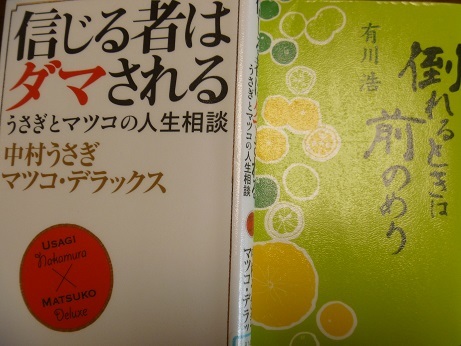 信じる者は
ダマされる
うさぎとマツコの人生相談
中村うさぎ
マツコ・デラックス
USAGI
Nakamura
×
MATSUKO
Deluxe
うさぎとマツコの人生相談
マツコ・デラッ
有川浩
倒れるときは
前のめり